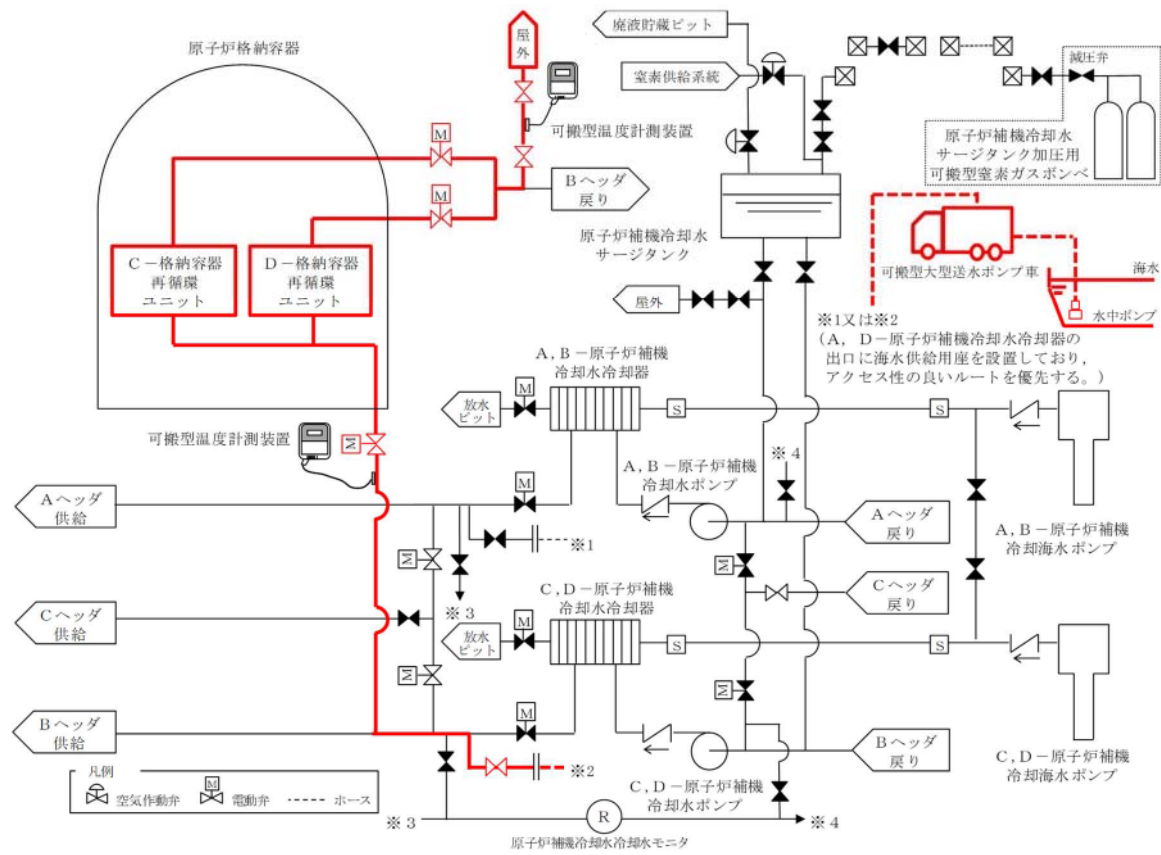 原子炉格納容器
屋
外
可搬型温度計測装置
M
M
Bヘッダ
戻り
C-格納容器
再循環
ユニット
D-格納容器
再循環
ユニット
廃液貯蔵ピット
窒素供給系統
減圧弁
原子炉補機冷却水
サージタンク加圧用
可搬型窒素ガスボンベ
原子炉補機冷却水
サージタンク
屋外
可搬型大型送水ポンプ車
海水
水中ポンプ
※1又は※2
(A, D-原子炉補機冷却水冷却器の
出口に海水供給用座を設置しており,
アクセス性の良いルートを優先する。)
A, B-原子炉補機
冷却水冷却器
放水
ピット
M
S
S
可搬型温度計測装置
M
※4
A, B-原子炉補機
冷却水ポンプ
Aヘッダ
供給
M
※1
Aヘッダ
戻り
A, B-原子炉補機
冷却海水ポンプ
M
M
※3
Cヘッダ
戻り
Cヘッダ
供給
C, D-原子炉補機
冷却水冷却器
放水
ピット
M
S
S
M
M
Bヘッダ
供給
M
※2
Bヘッダ
戻り
C, D-原子炉補機
冷却水ポンプ
C, D-原子炉補機
冷却海水ポンプ
凡例
空気作動弁
M
電動弁
ホース
※3
R
※4
原子炉補機冷却水冷却水モニタ